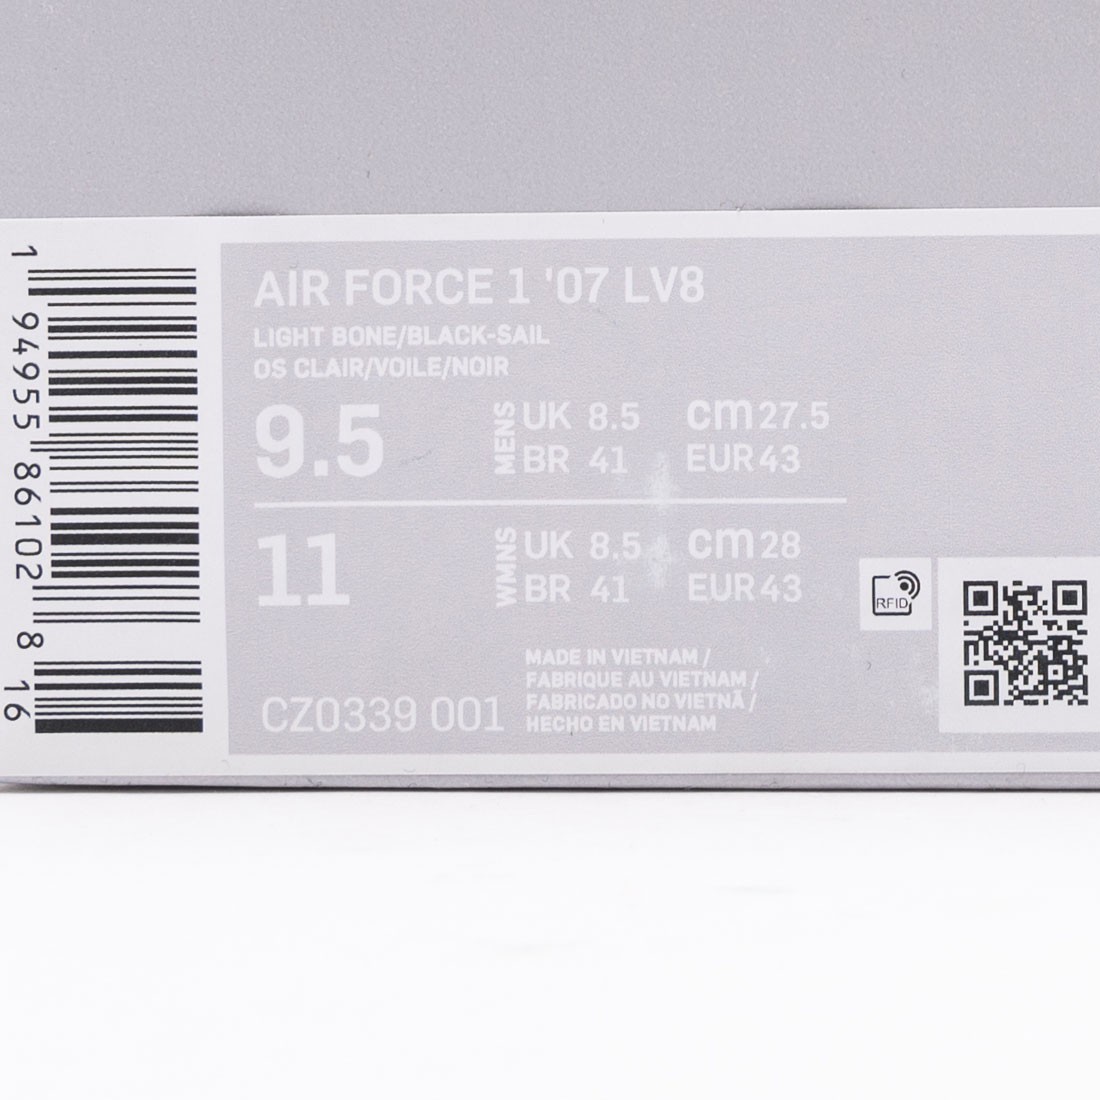 1 94955 86102 8 16
AIR FORCE 1 '07 LV8
LIGHT BONE/BLACK-SAIL
OS CLAIR/VOILE/NOIR
9.5 MENS UK 8.5 cm 27.5
BR 41 EUR 43
11 WMNS UK 8.5 cm 28
BR 41 EUR 43
MADE IN VIETNAM /
FABRIQUE AU VIETNAM /
FABRICADO NO VIETNÃ /
HECHO EN VIETNAM
CZ0339 001
RFID